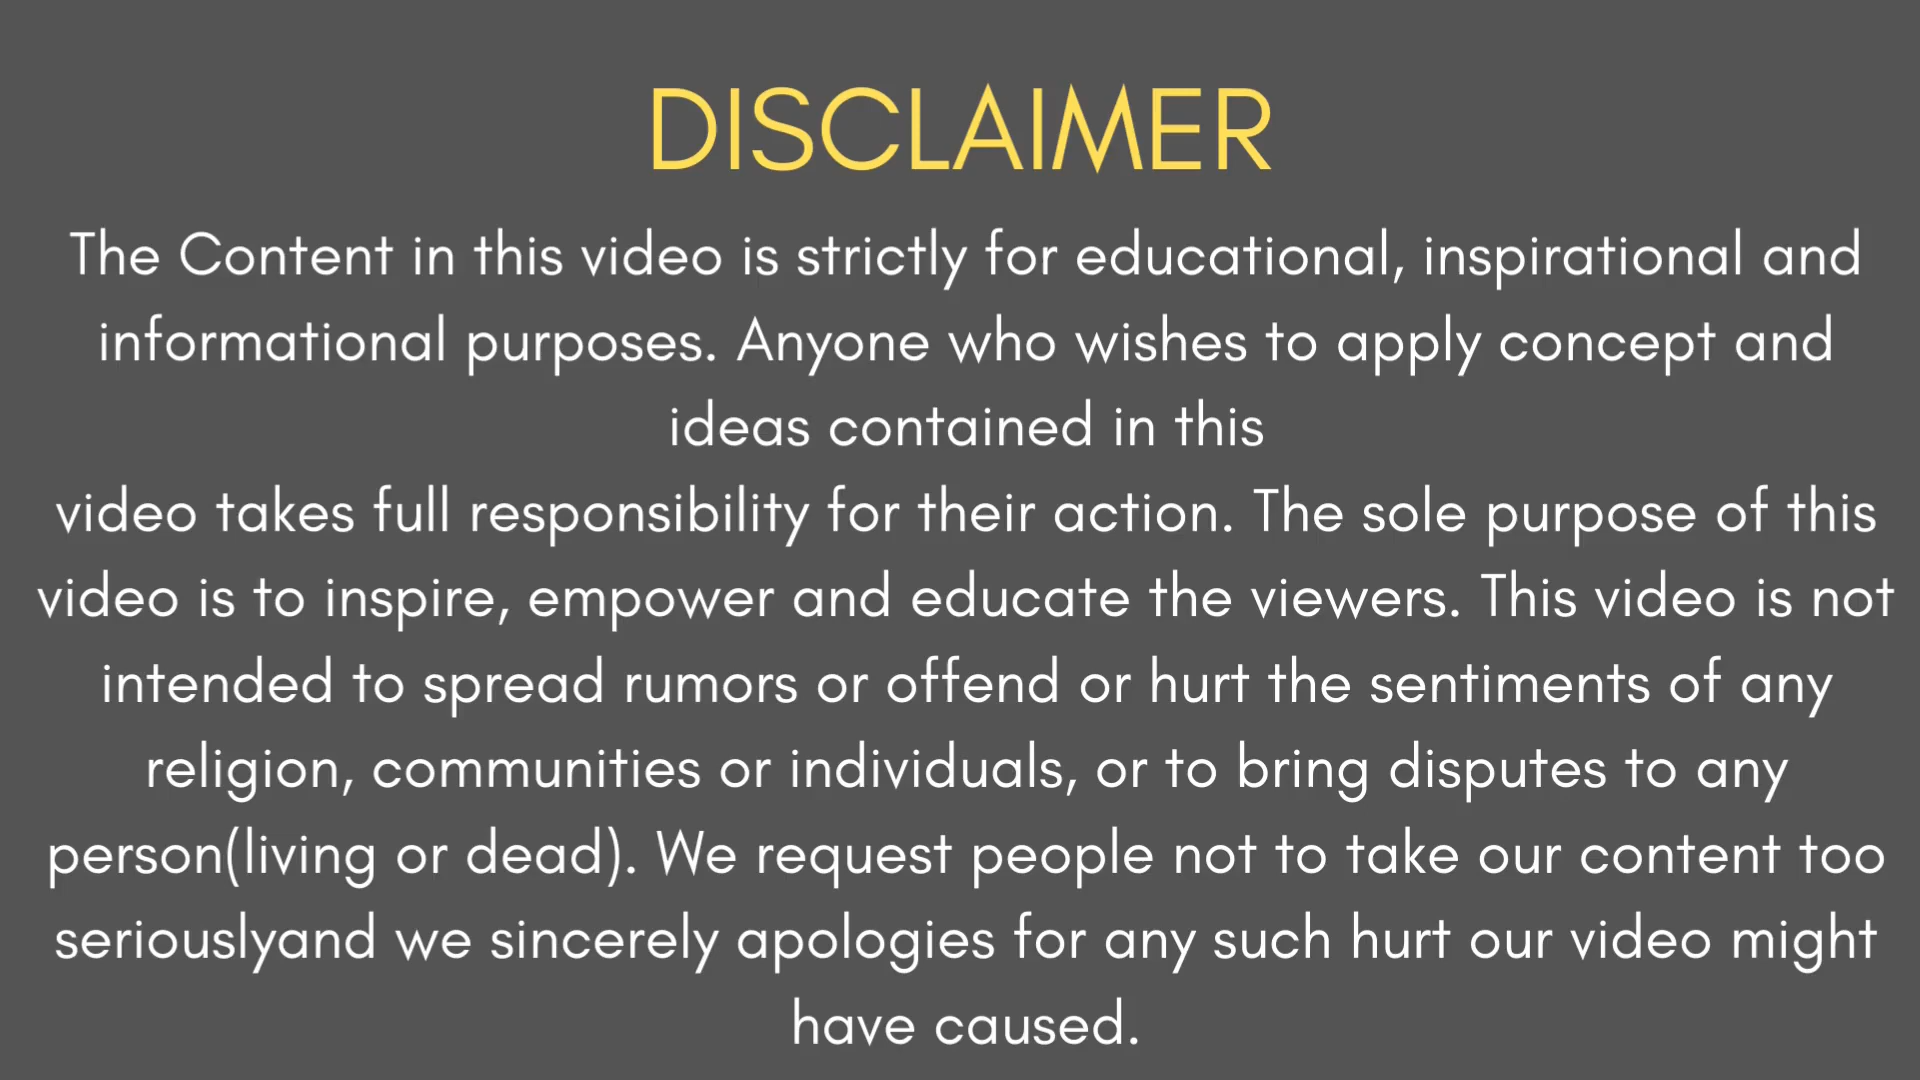 DISCLAIMER
The Content in this video is strictly for educational, inspirational and
informational purposes. Anyone who wishes to apply concept and
ideas contained in this
video takes full responsibility for their action. The sole purpose of this
video is to inspire, empower and educate the viewers. This video is not
intended to spread rumors or offend or hurt the sentiments of any
religion, communities or individuals, or to bring disputes to any
person(living or dead). We request people not to take our content too
seriouslyand we sincerely apologies for any such hurt our video might
have caused.